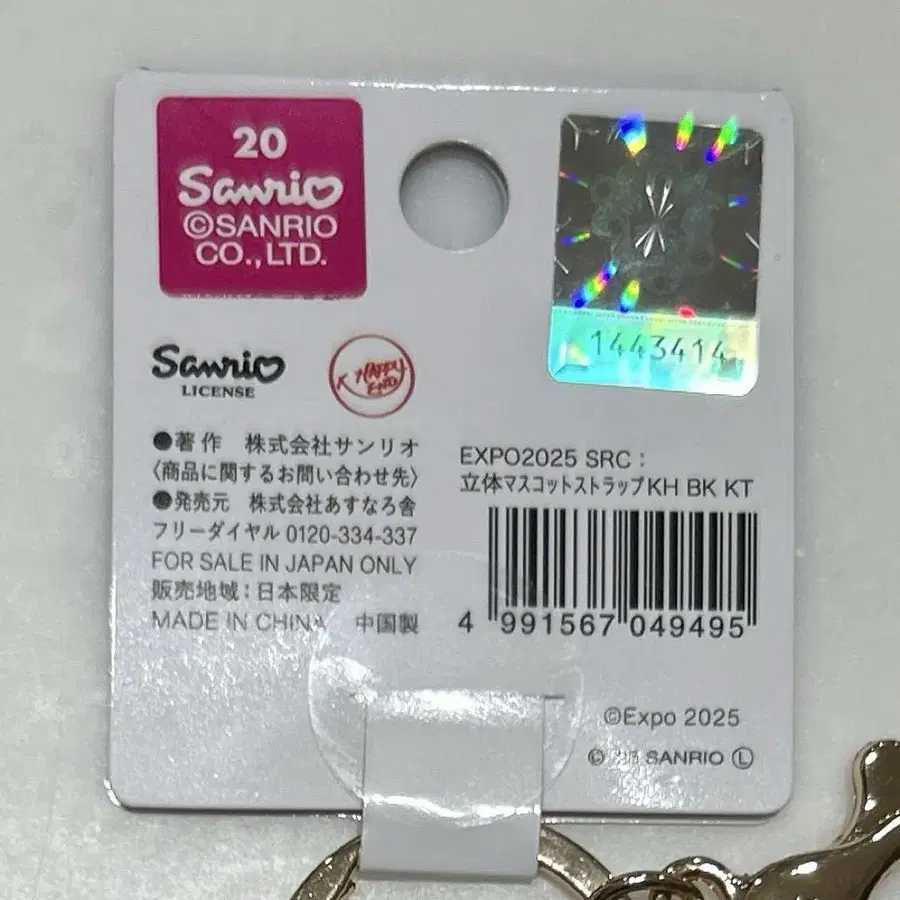 20
Sanrio
©SANRIO
CO.,LTD.
1443414
Sanrio
LICENSE
HAPPY
END
●著作 株式会社サンリオ
〈商品に関するお問い合わせ先〉
●発売元 株式会社あすなろ舎
フリーダイヤル 0120-334-337
FOR SALE IN JAPAN ONLY
販売地域：日本限定
MADE IN CHINA 中国製
EXPO2025 SRC：
立体マスコットストラップKH BK KT
4 991567 049495
©Expo 2025
© SANRIO Ⓛ